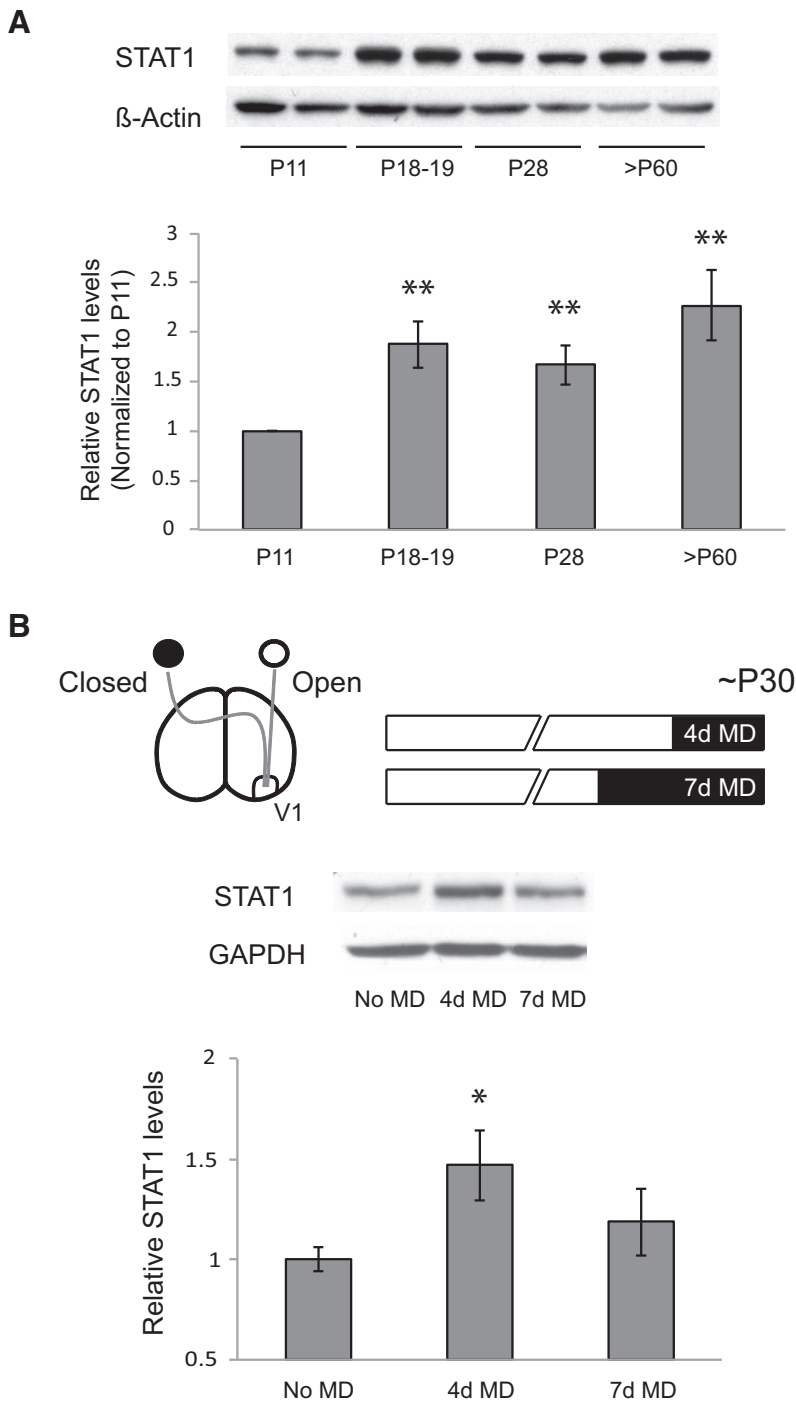 A
STAT1
ß-Actin
P11 P18-19 P28 >P60
Relative STAT1 levels
(Normalized to P11)
3
2.5
2
1.5
1
0.5
0
** ** **
P11 P18-19 P28 >P60
B
Closed Open
V1
~P30
4d MD
7d MD
STAT1
GAPDH
No MD 4d MD 7d MD
Relative STAT1 levels
2
1.5
1
0.5
*
No MD 4d MD 7d MD